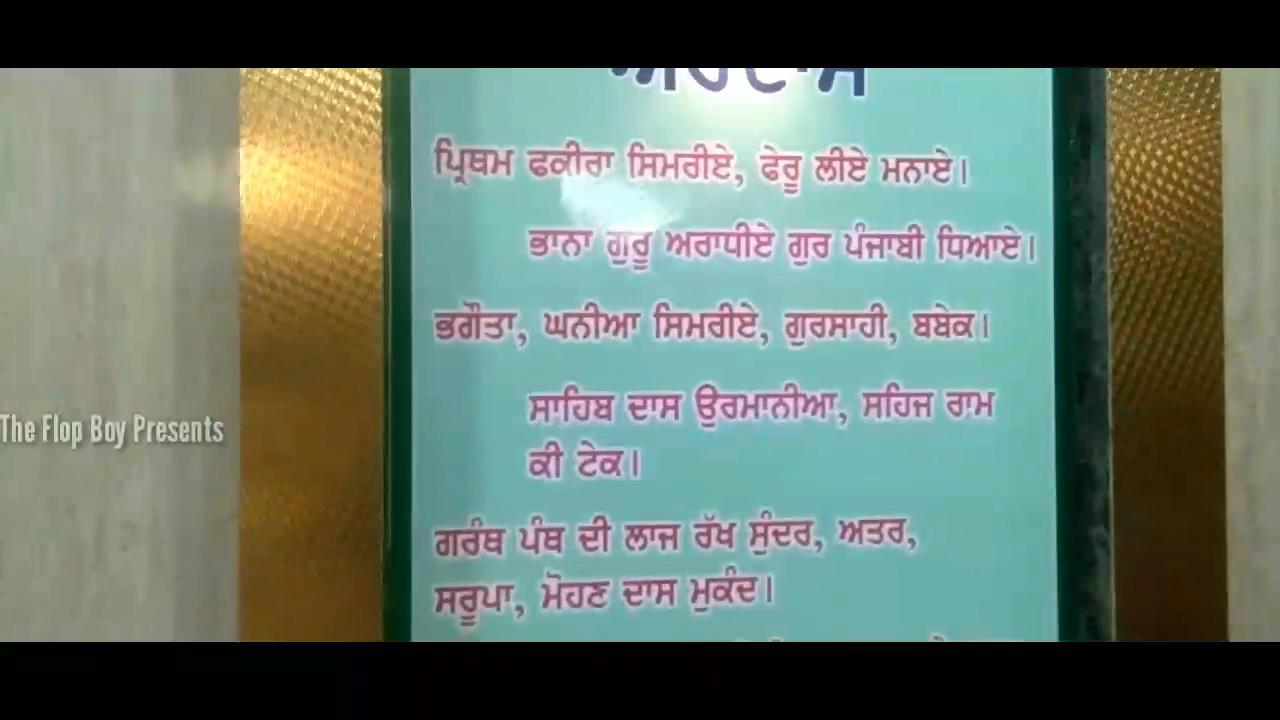 ਅਰਦਾਸ
ਪ੍ਰਿਥਮ ਫਕੀਰਾ ਸਿਮਰੀਏ, ਫੇਰੂ ਲੀਏ ਮਨਾਏ।
ਭਾਨਾ ਗੁਰੂ ਅਰਾਧੀਏ ਗੁਰ ਪੰਜਾਬੀ ਧਿਆਏ।
ਭਗੌਤਾ, ਘਨੀਆ ਸਿਮਰੀਏ, ਗੁਰਸਾਹੀ, ਬਬੇਕ।
ਸਾਹਿਬ ਦਾਸ ਉਰਮਾਨੀਆ, ਸਹਿਜ ਰਾਮ
ਕੀ ਟੇਕ।
The Flop Boy Presents
ਗਰੰਥ ਪੰਥ ਦੀ ਲਾਜ ਰੱਖ ਸੁੰਦਰ, ਅਤਰ,
ਸਰੂਪਾ, ਮੋਹਣ ਦਾਸ ਮੁਕੰਦ।